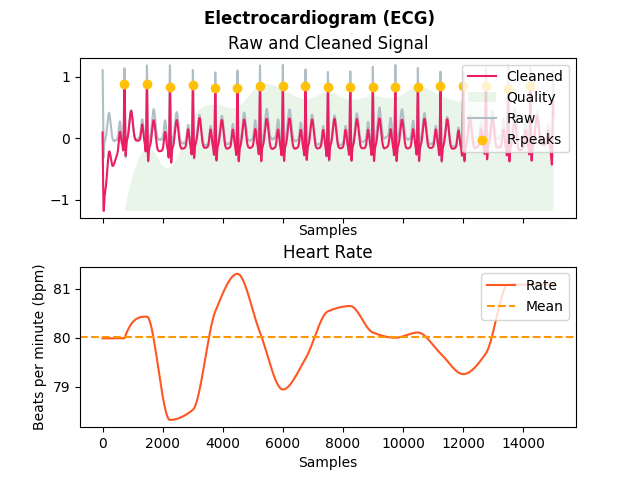 Electrocardiogram (ECG)
Raw and Cleaned Signal
1
0
−1
Cleaned
Quality
Raw
R-peaks
Samples
Heart Rate
Beats per minute (bpm)
81
80
79
Rate
Mean
0 2000 4000 6000 8000 10000 12000 14000
Samples